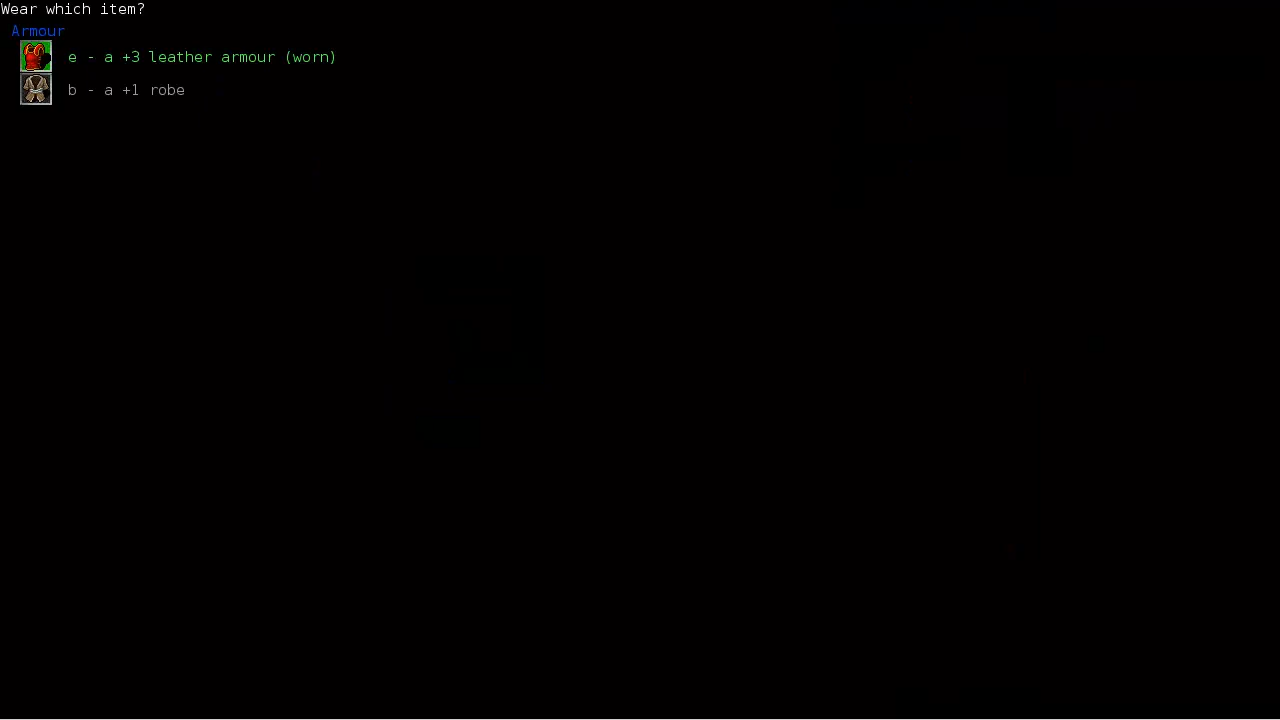 Wear which item?
Armour
e - a +3 leather armour (worn)
b - a +1 robe